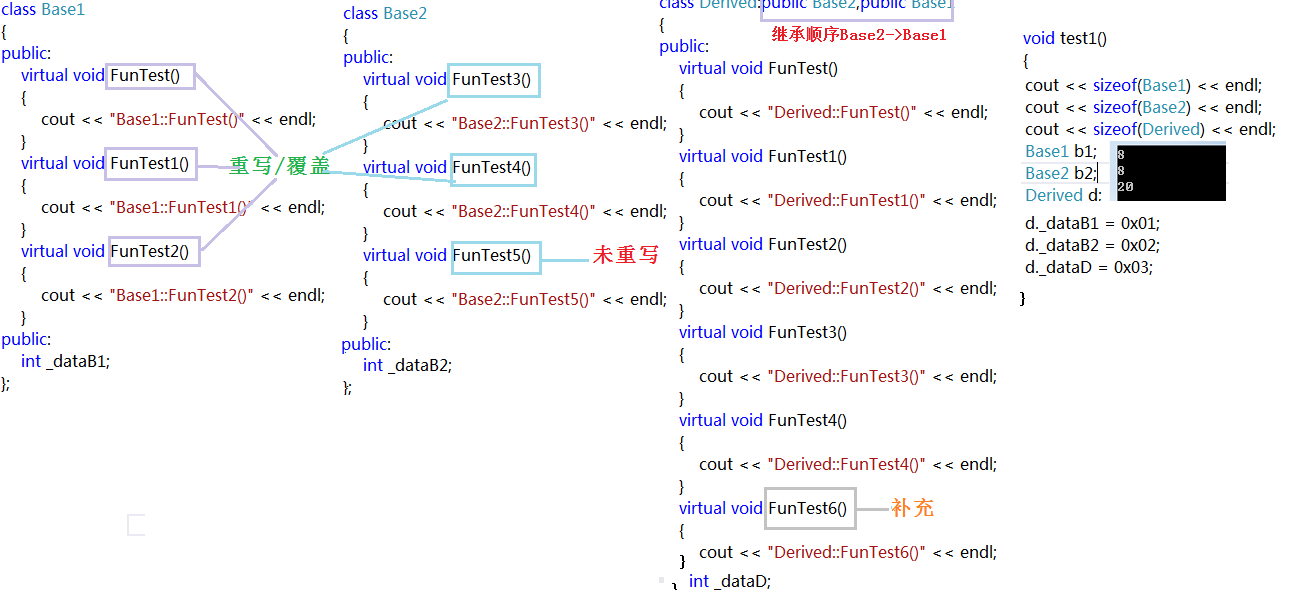 class Base1
{
public:
virtual void FunTest()
{
cout << "Base1::FunTest()" << endl;
}
virtual void FunTest1()
{
cout << "Base1::FunTest1()" << endl;
}
virtual void FunTest2()
{
cout << "Base1::FunTest2()" << endl;
}
public:
int _dataB1;
};
重写/覆盖
class Base2
{
public:
virtual void FunTest3()
{
cout << "Base2::FunTest3()" << endl;
}
virtual void FunTest4()
{
cout << "Base2::FunTest4()" << endl;
}
virtual void FunTest5()
未重写
{
cout << "Base2::FunTest5()" << endl;
}
public:
int _dataB2;
};
class Derived:public Base2,public Base1
{
继承顺序Base2->Base1
public:
virtual void FunTest()
{
cout << "Derived::FunTest()" << endl;
}
virtual void FunTest1()
{
cout << "Derived::FunTest1()" << endl;
}
virtual void FunTest2()
{
cout << "Derived::FunTest2()" << endl;
}
virtual void FunTest3()
{
cout << "Derived::FunTest3()" << endl;
}
virtual void FunTest4()
{
cout << "Derived::FunTest4()" << endl;
}
virtual void FunTest6()
补充
{
cout << "Derived::FunTest6()" << endl;
}
int _dataD;
}
void test1()
{
cout << sizeof(Base1) << endl;
cout << sizeof(Base2) << endl;
cout << sizeof(Derived) << endl;
Base1 b1;
Base2 b2;
Derived d:
8
8
20
d._dataB1 = 0x01;
d._dataB2 = 0x02;
d._dataD = 0x03;
}